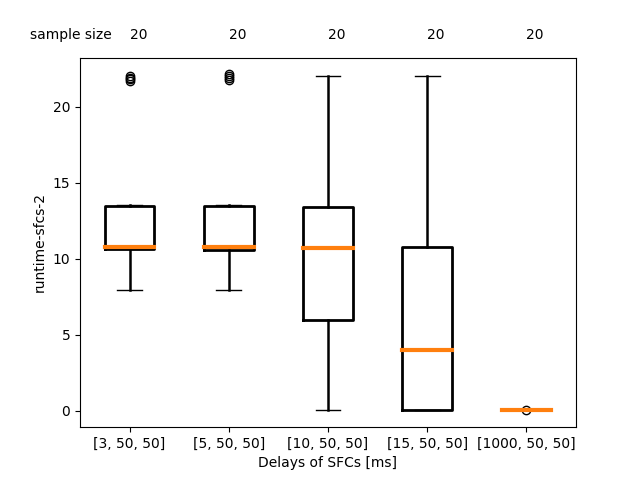 sample size 20 20 20 20 20
runtime-sfcs-2
20
15
10
5
0
[3, 50, 50] [5, 50, 50] [10, 50, 50] [15, 50, 50] [1000, 50, 50]
Delays of SFCs [ms]